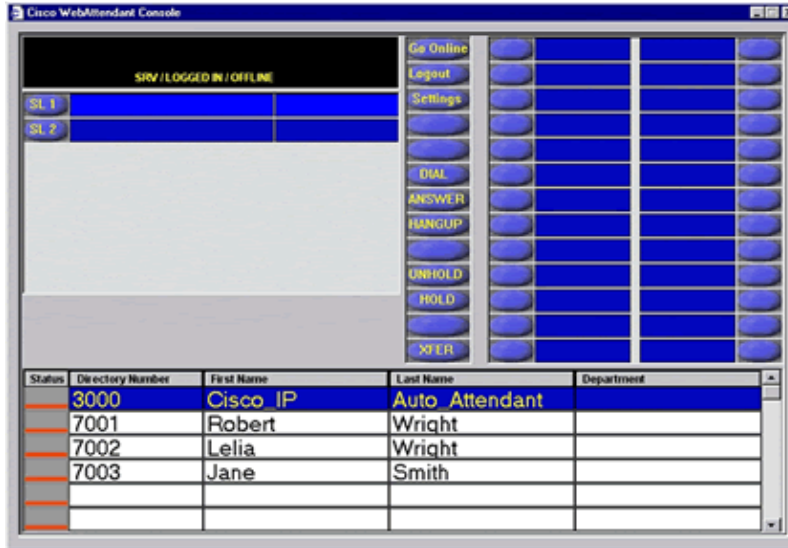 Cisco WebAttendant Console
SRV / LOGGED IN / OFFLINE
SL 1
SL 2
Go Online
Logout
Settings
DIAL
ANSWER
HANGUP
UNHOLD
HOLD
XFER
Status Directory Number First Name Last Name Department
3000 Cisco_IP Auto_Attendant
7001 Robert Wright
7002 Lelia Wright
7003 Jane Smith